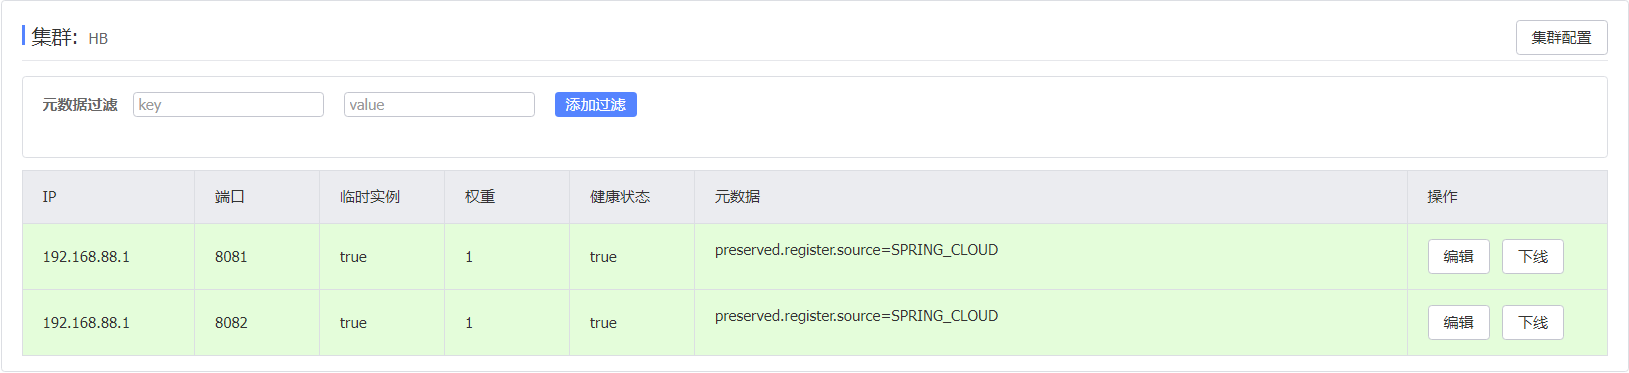 集群: HB 集群配置
元数据过滤 key value 添加过滤
IP 端口 临时实例 权重 健康状态 元数据 操作
192.168.88.1 8081 true 1 true preserved.register.source=SPRING_CLOUD 编辑 下线
192.168.88.1 8082 true 1 true preserved.register.source=SPRING_CLOUD 编辑 下线